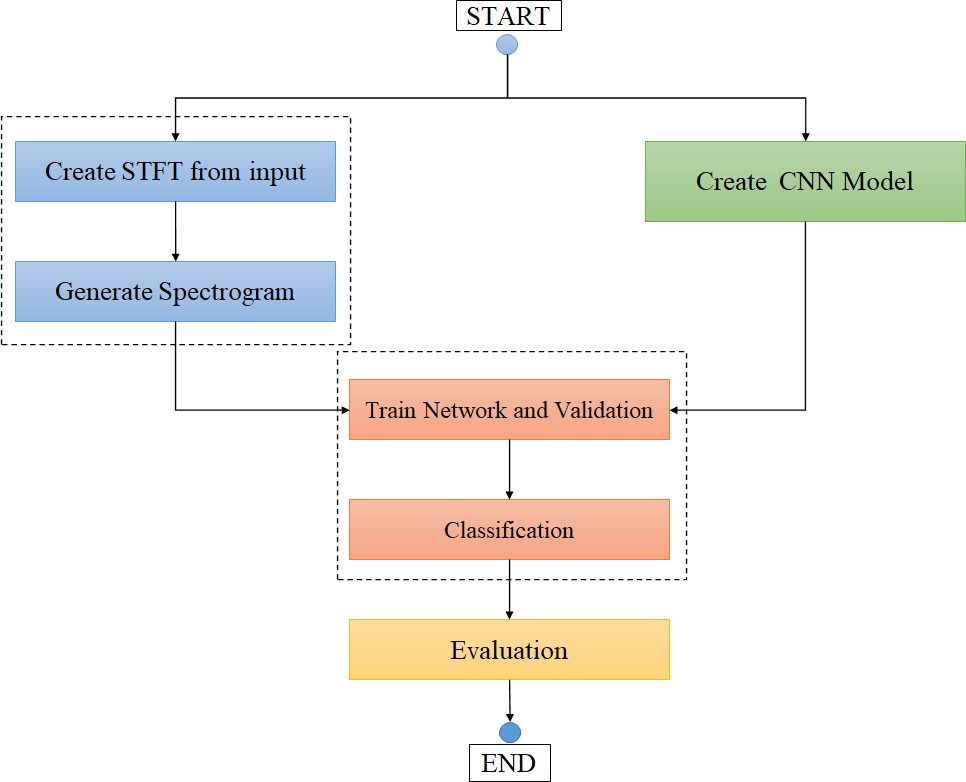 START
Create STFT from input
Create CNN Model
Generate Spectrogram
Train Network and Validation
Classification
Evaluation
END